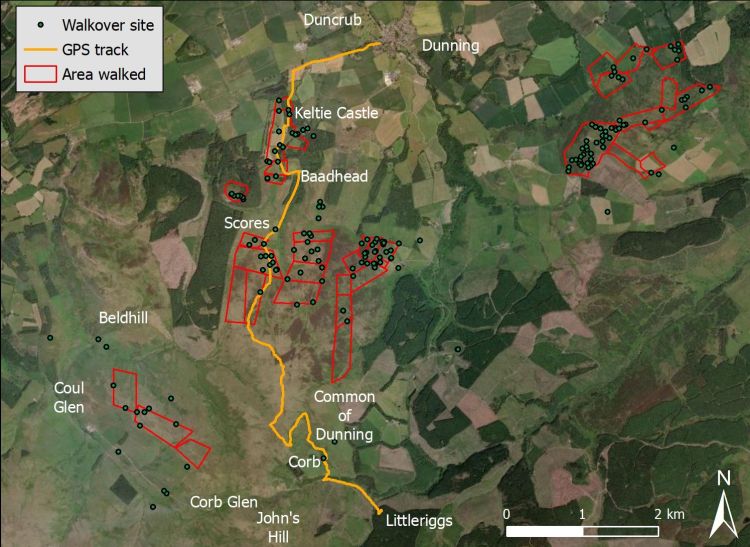 Walkover site
GPS track
Area walked
Duncrub
Dunning
Keltie Castle
Baadhead
Scores
Beldhill
Coul
Glen
Common
of
Dunning
Corb
Corb Glen
John's
Hill
Littleriggs
N
0 1 2 km